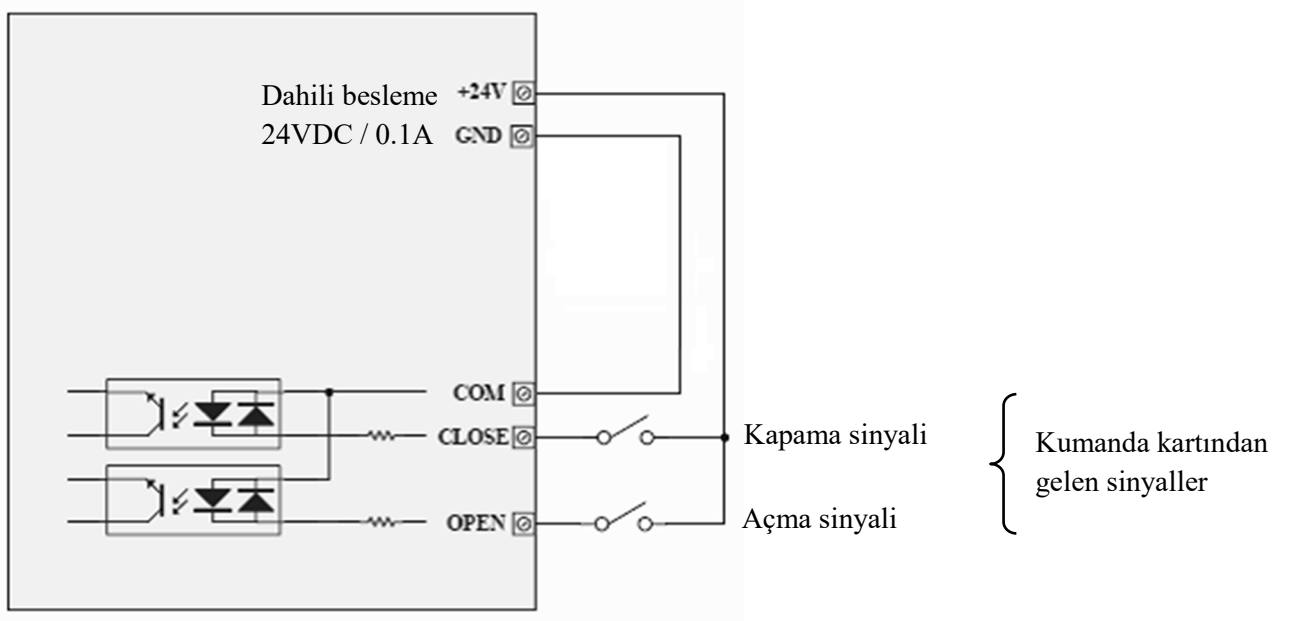 Dahili besleme +24V
24VDC / 0.1A GND
COM
CLOSE Kapama sinyali
OPEN Açma sinyali
Kumanda kartından
gelen sinyaller